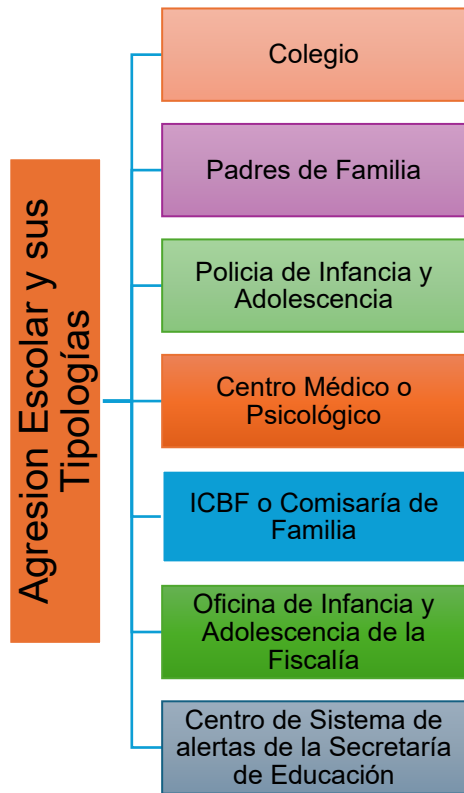 Agresion Escolar y sus
Tipologías
Colegio
Padres de Familia
Policia de Infancia y
Adolescencia
Centro Médico o
Psicológico
ICBF o Comisaría de
Familia
Oficina de Infancia y
Adolescencia de la
Fiscalía
Centro de Sistema de
alertas de la Secretaría
de Educación